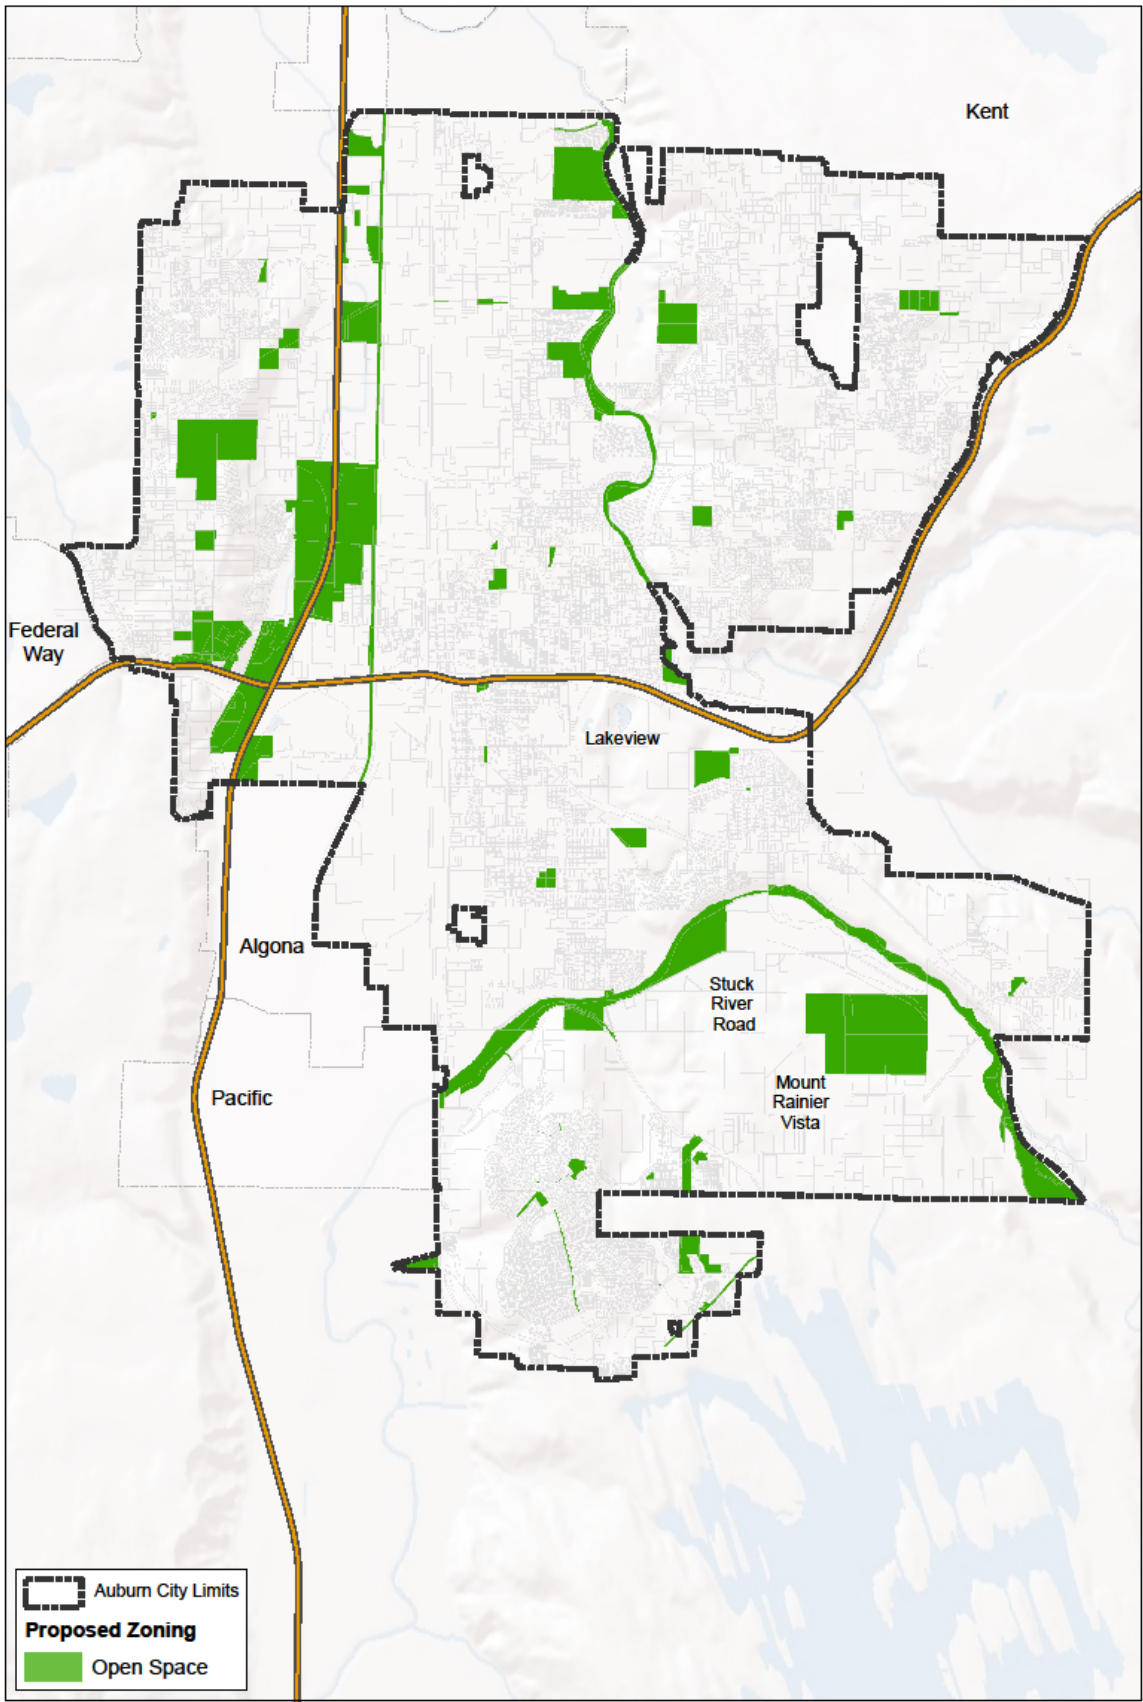 Kent
Federal
Way
Lakeview
Algona
Stuck
River
Road
Mount
Rainier
Vista
Pacific
Auburn City Limits
Proposed Zoning
Open Space